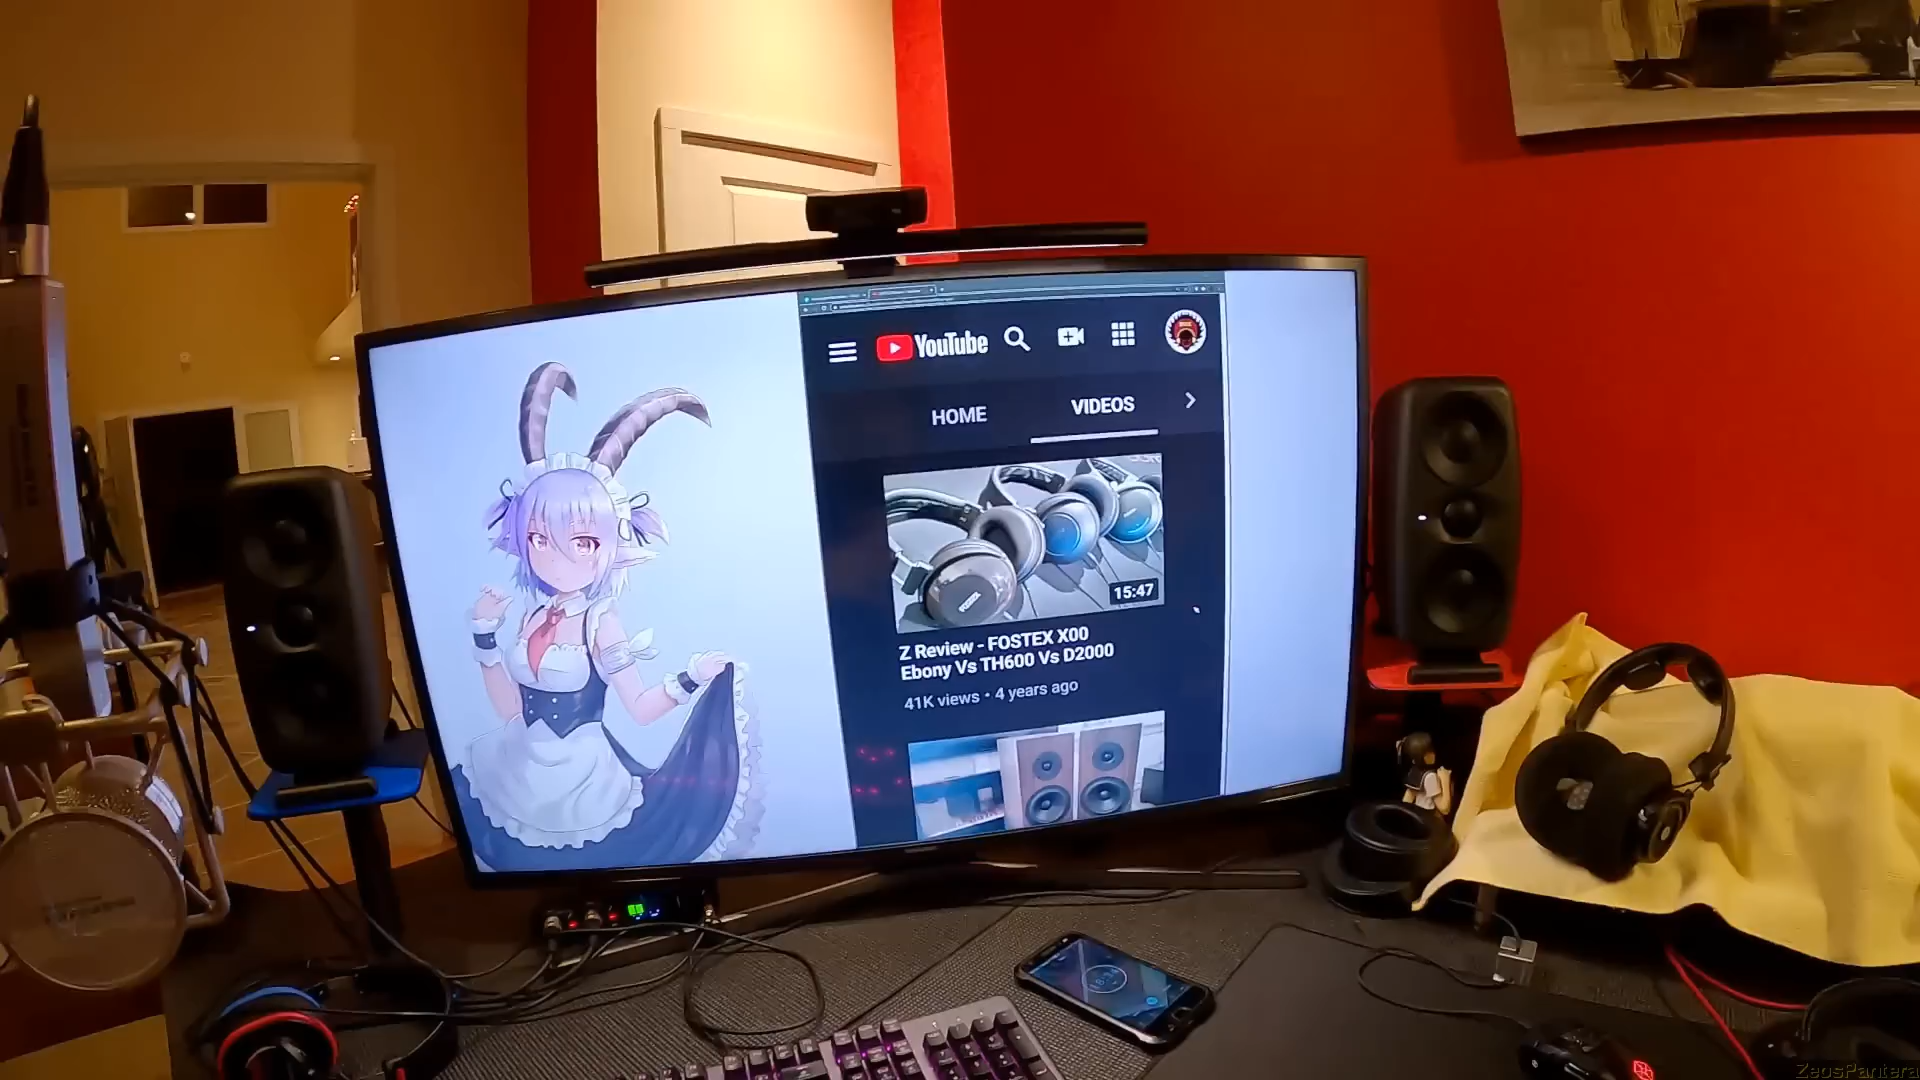 YouTube
HOME
VIDEOS
15:47
Z Review - FOSTEX X00
Ebony Vs TH600 Vs D2000
41K views • 4 years ago
ZeosPantera